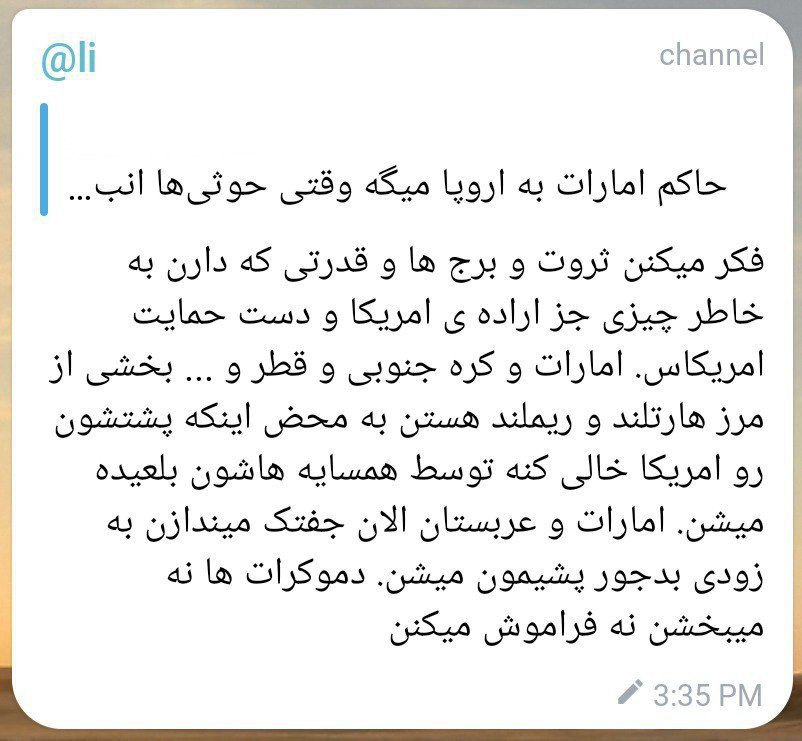 @li
channel
حاکم امارات به اروپا میگه وقتی حوثی‌ها انب...
فکر میکنن ثروت و برج ها و قدرتی که دارن به
خاطر چیزی جز اراده ی امریکا و دست حمایت
امریکاس. امارات و کره جنوبی و قطر و ... بخشی از
مرز هارتلند و ریملند هستن به محض اینکه پشتشون
رو امریکا خالی کنه توسط همسایه هاشون بلعیده
میشن. امارات و عربستان الان جفتک میندازن به
زودی بدجور پشیمون میشن. دموکرات ها نه
میبخشن نه فراموش میکنن
3:35 PM